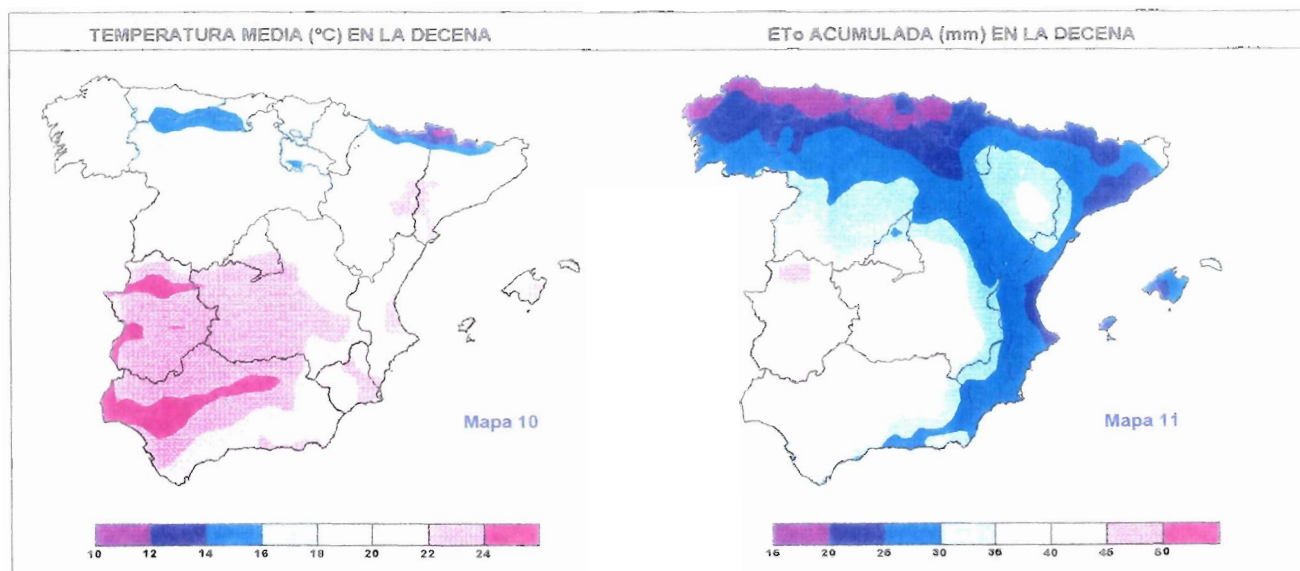 TEMPERATURA MEDIA (ºC) EN LA DECENA
ETo ACUMULADA (mm) EN LA DECENA
Mapa 10
Mapa 11
10 12 14 16 18 20 22 24
15 20 25 30 35 40 45 50